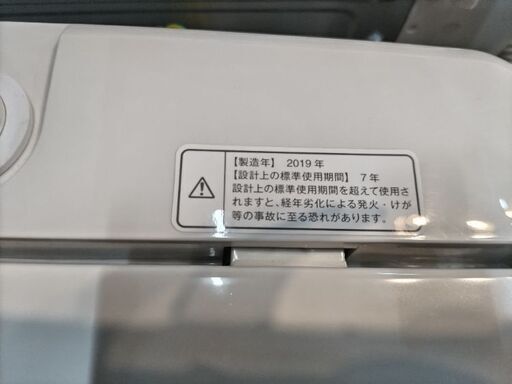 【製造年】 2019 年
【設計上の標準使用期間】 7 年
設計上の標準使用期間を超えて使用さ
れますと、経年劣化による発火・けが
等の事故に至る恐れがあります。